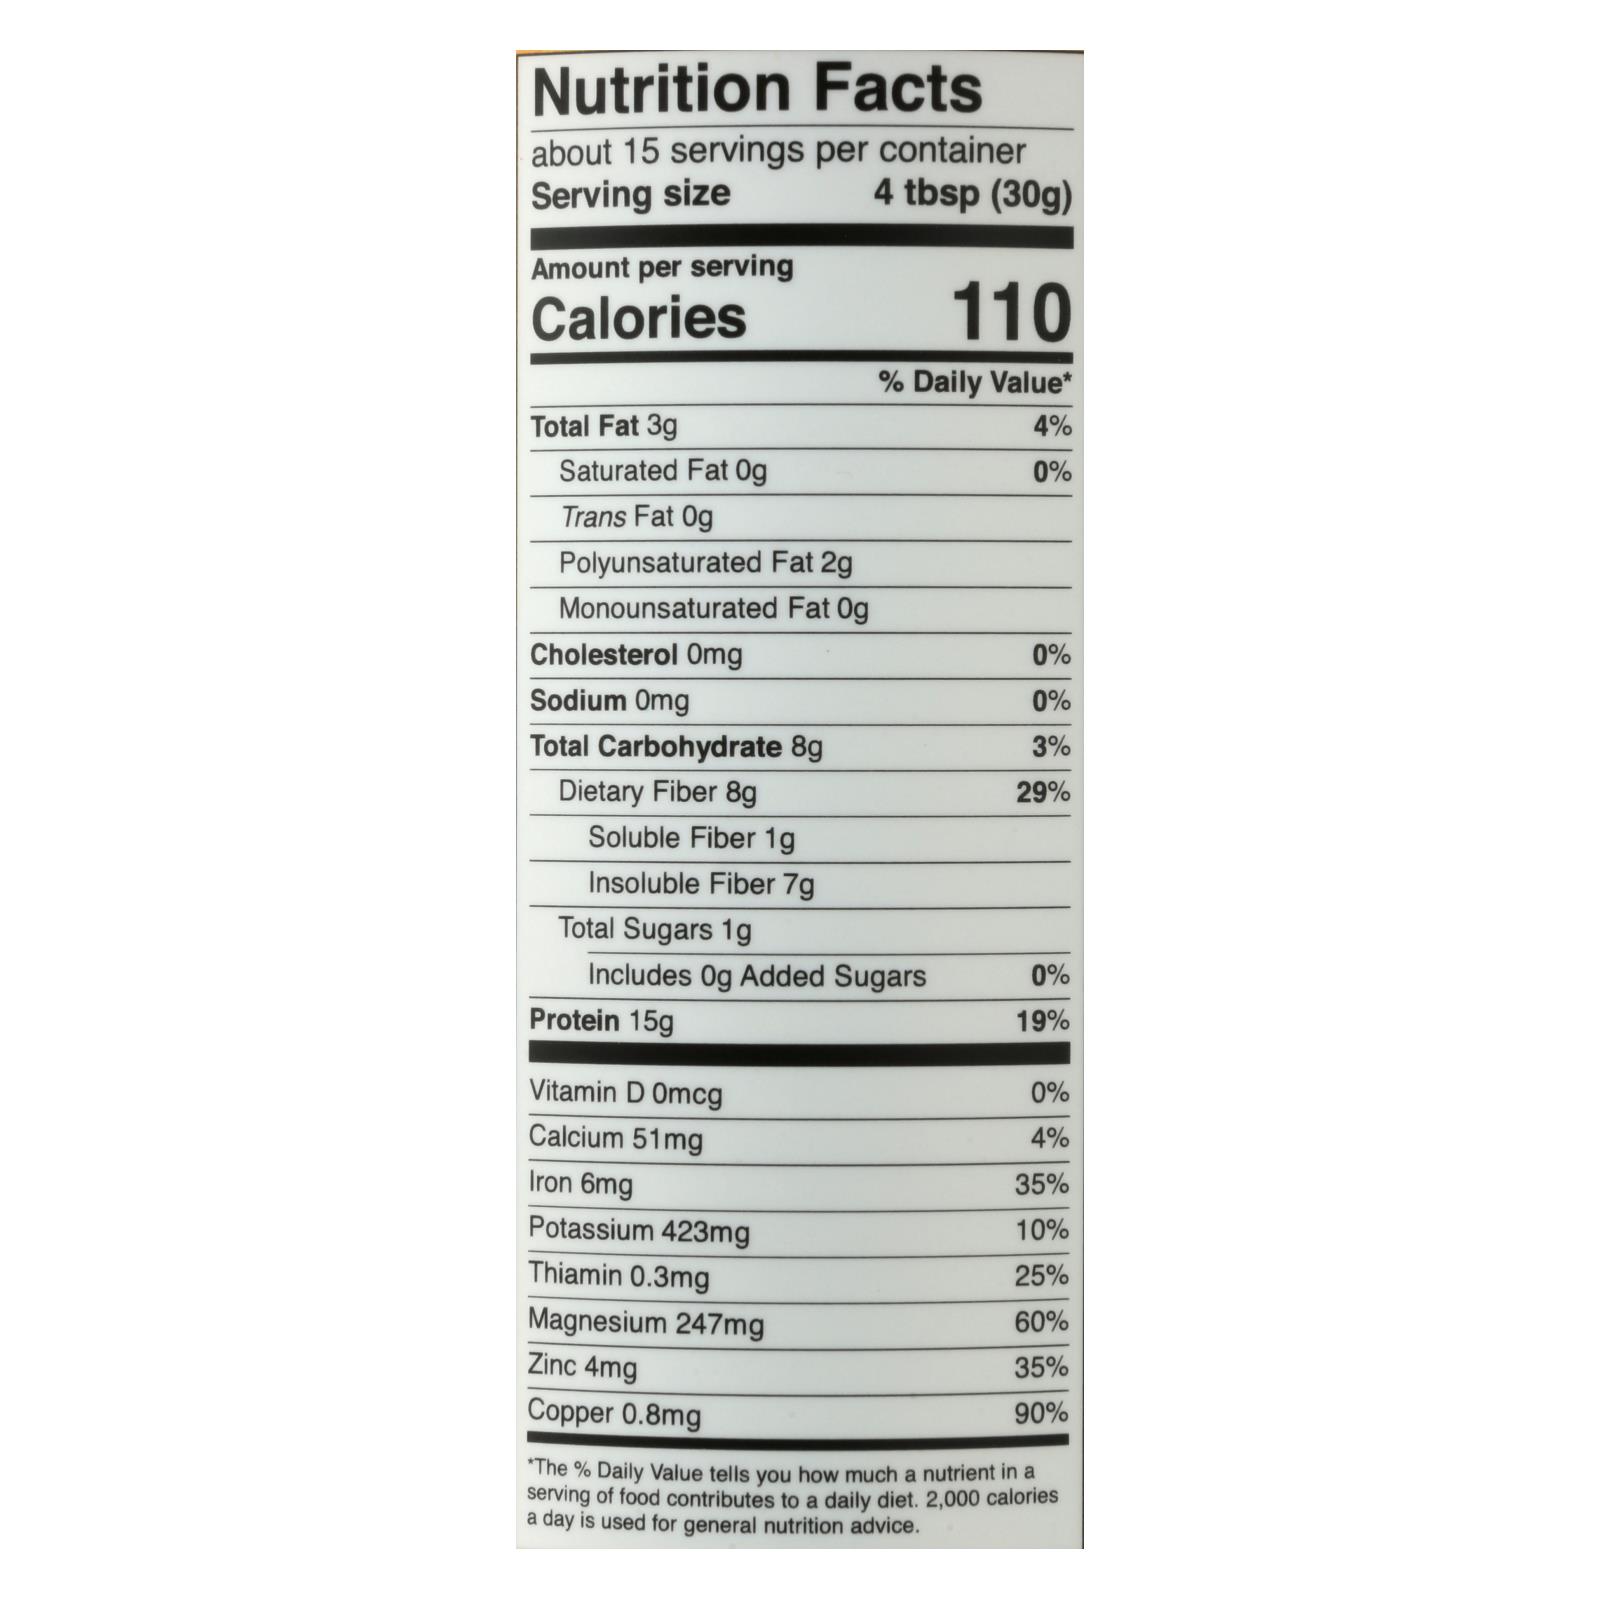 Nutrition Facts
about 15 servings per container
Serving size 4 tbsp (30g)
Amount per serving
Calories 110
% Daily Value*
Total Fat 3g 4%
Saturated Fat 0g 0%
Trans Fat 0g
Polyunsaturated Fat 2g
Monounsaturated Fat 0g
Cholesterol 0mg 0%
Sodium 0mg 0%
Total Carbohydrate 8g 3%
Dietary Fiber 8g 29%
Soluble Fiber 1g
Insoluble Fiber 7g
Total Sugars 1g
Includes 0g Added Sugars 0%
Protein 15g 19%
Vitamin D 0mcg 0%
Calcium 51mg 4%
Iron 6mg 35%
Potassium 423mg 10%
Thiamin 0.3mg 25%
Magnesium 247mg 60%
Zinc 4mg 35%
Copper 0.8mg 90%
*The % Daily Value tells you how much a nutrient in a
serving of food contributes to a daily diet. 2,000 calories
a day is used for general nutrition advice.